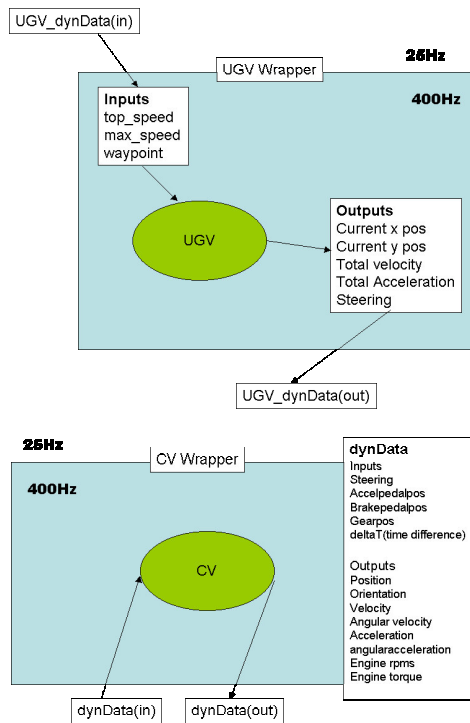 UGV_dynData(in)
25Hz
UGV Wrapper
400Hz
Inputs
top_speed
max_speed
waypoint
UGV
Outputs
Current x pos
Current y pos
Total velocity
Total Acceleration
Steering
UGV_dynData(out)
25Hz
CV Wrapper
400Hz
CV
dynData(in)
dynData(out)
dynData
Inputs
Steering
Accelpedalpos
Brakepedalpos
Gearpos
deltaT(time difference)
Outputs
Position
Orientation
Velocity
Angular velocity
Acceleration
angularacceleration
Engine rpms
Engine torque